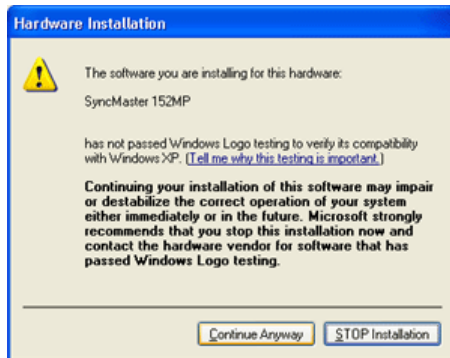 Hardware Installation
The software you are installing for this hardware:
SyncMaster 152MP
has not passed Windows Logo testing to verify its compatibility
with Windows XP. (Tell me why this testing is important.)
Continuing your installation of this software may impair
or destabilize the correct operation of your system
either immediately or in the future. Microsoft strongly
recommends that you stop this installation now and
contact the hardware vendor for software that has
passed Windows Logo testing.
Continue Anyway
STOP Installation